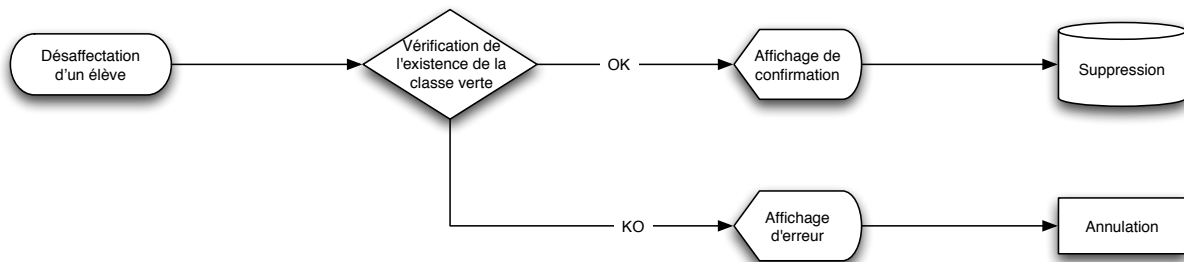 Désaffectation
d'un élève
Vérification de
l'existence de la
classe verte
OK
Affichage de
confirmation
Suppression
KO
Affichage
d'erreur
Annulation